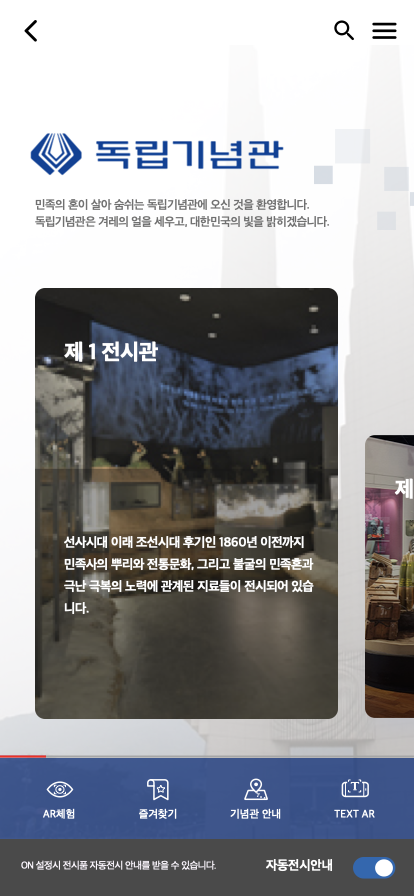 독립기념관
민족의 혼이 살아 숨쉬는 독립기념관에 오신 것을 환영합니다.
독립기념관은 겨레의 얼을 세우고, 대한민국의 빛을 밝히겠습니다.
제 1 전시관
제
선사시대 이래 조선시대 후기인 1860년 이전까지
민족사의 뿌리와 전통문화, 그리고 불굴의 민족혼과
극난 극복의 노력에 관계된 지료들이 전시되어 있습
니다.
AR체험
즐겨찾기
기념관 안내
TEXT AR
ON 설정시 전시품 자동전시 안내를 받을 수 있습니다.
자동전시안내